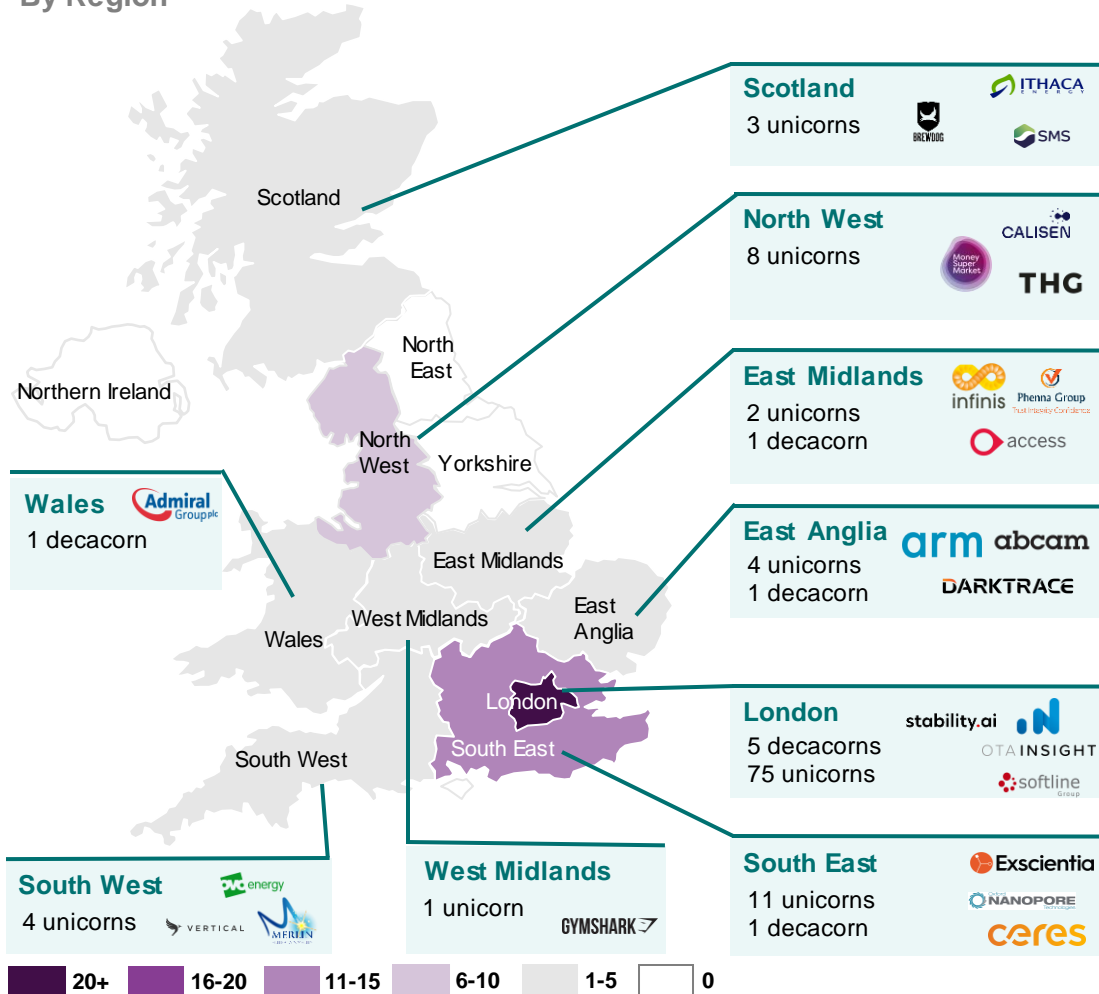 By Region
Scotland
3 unicorns
BREWDOG
ITHACA
ENERGY
SMS
North West
8 unicorns
CALISEN
Money
Super
Market
THG
East Midlands
2 unicorns
1 decacorn
infinis
Phenna Group
Trust Integrity Confidence
access
East Anglia
4 unicorns
1 decacorn
arm
abcam
DARKTRACE
London
5 decacorns
75 unicorns
stability.ai
OTA INSIGHT
softline
Group
South East
11 unicorns
1 decacorn
Exscientia
Oxford
NANOPORE
Technologies
ceres
Wales
1 decacorn
Admiral
Group plc
South West
4 unicorns
ovo energy
VERTICAL
MERLIN
West Midlands
1 unicorn
GYMSHARK
Scotland
Northern Ireland
North
East
North
West
Yorkshire
East Midlands
West Midlands
Wales
East
Anglia
London
South East
South West
20+
16-20
11-15
6-10
1-5
0